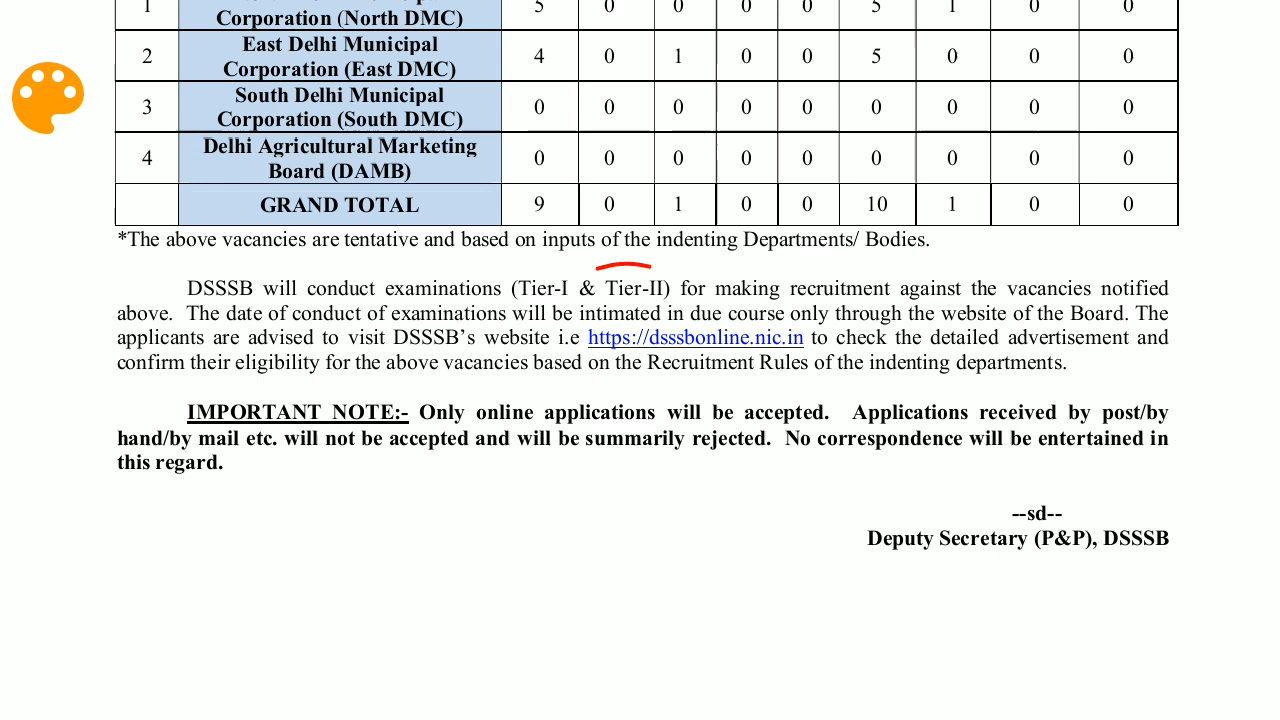 1 Corporation (North DMC) 5 0 0 0 0 5 1 0 0
2 East Delhi Municipal Corporation (East DMC) 4 0 1 0 0 5 0 0 0
3 South Delhi Municipal Corporation (South DMC) 0 0 0 0 0 0 0 0 0
4 Delhi Agricultural Marketing Board (DAMB) 0 0 0 0 0 0 0 0 0
GRAND TOTAL 9 0 1 0 0 10 1 0 0
*The above vacancies are tentative and based on inputs of the indenting Departments/ Bodies.
DSSSB will conduct examinations (Tier-I & Tier-II) for making recruitment against the vacancies notified
above. The date of conduct of examinations will be intimated in due course only through the website of the Board. The
applicants are advised to visit DSSSB's website i.e https://dsssbonline.nic.in to check the detailed advertisement and
confirm their eligibility for the above vacancies based on the Recruitment Rules of the indenting departments.
IMPORTANT NOTE:- Only online applications will be accepted. Applications received by post/by
hand/by mail etc. will not be accepted and will be summarily rejected. No correspondence will be entertained in
this regard.
--sd--
Deputy Secretary (P&P), DSSSB